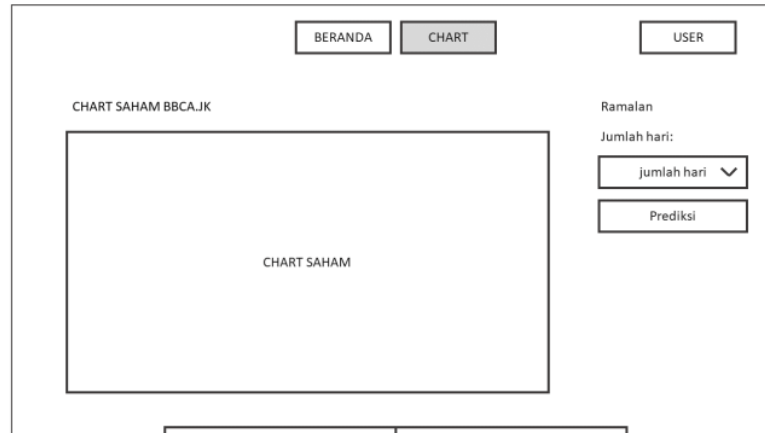 BERANDA CHART USER
CHART SAHAM BBCA.JK
Ramalan
Jumlah hari:
jumlah hari
Prediksi
CHART SAHAM